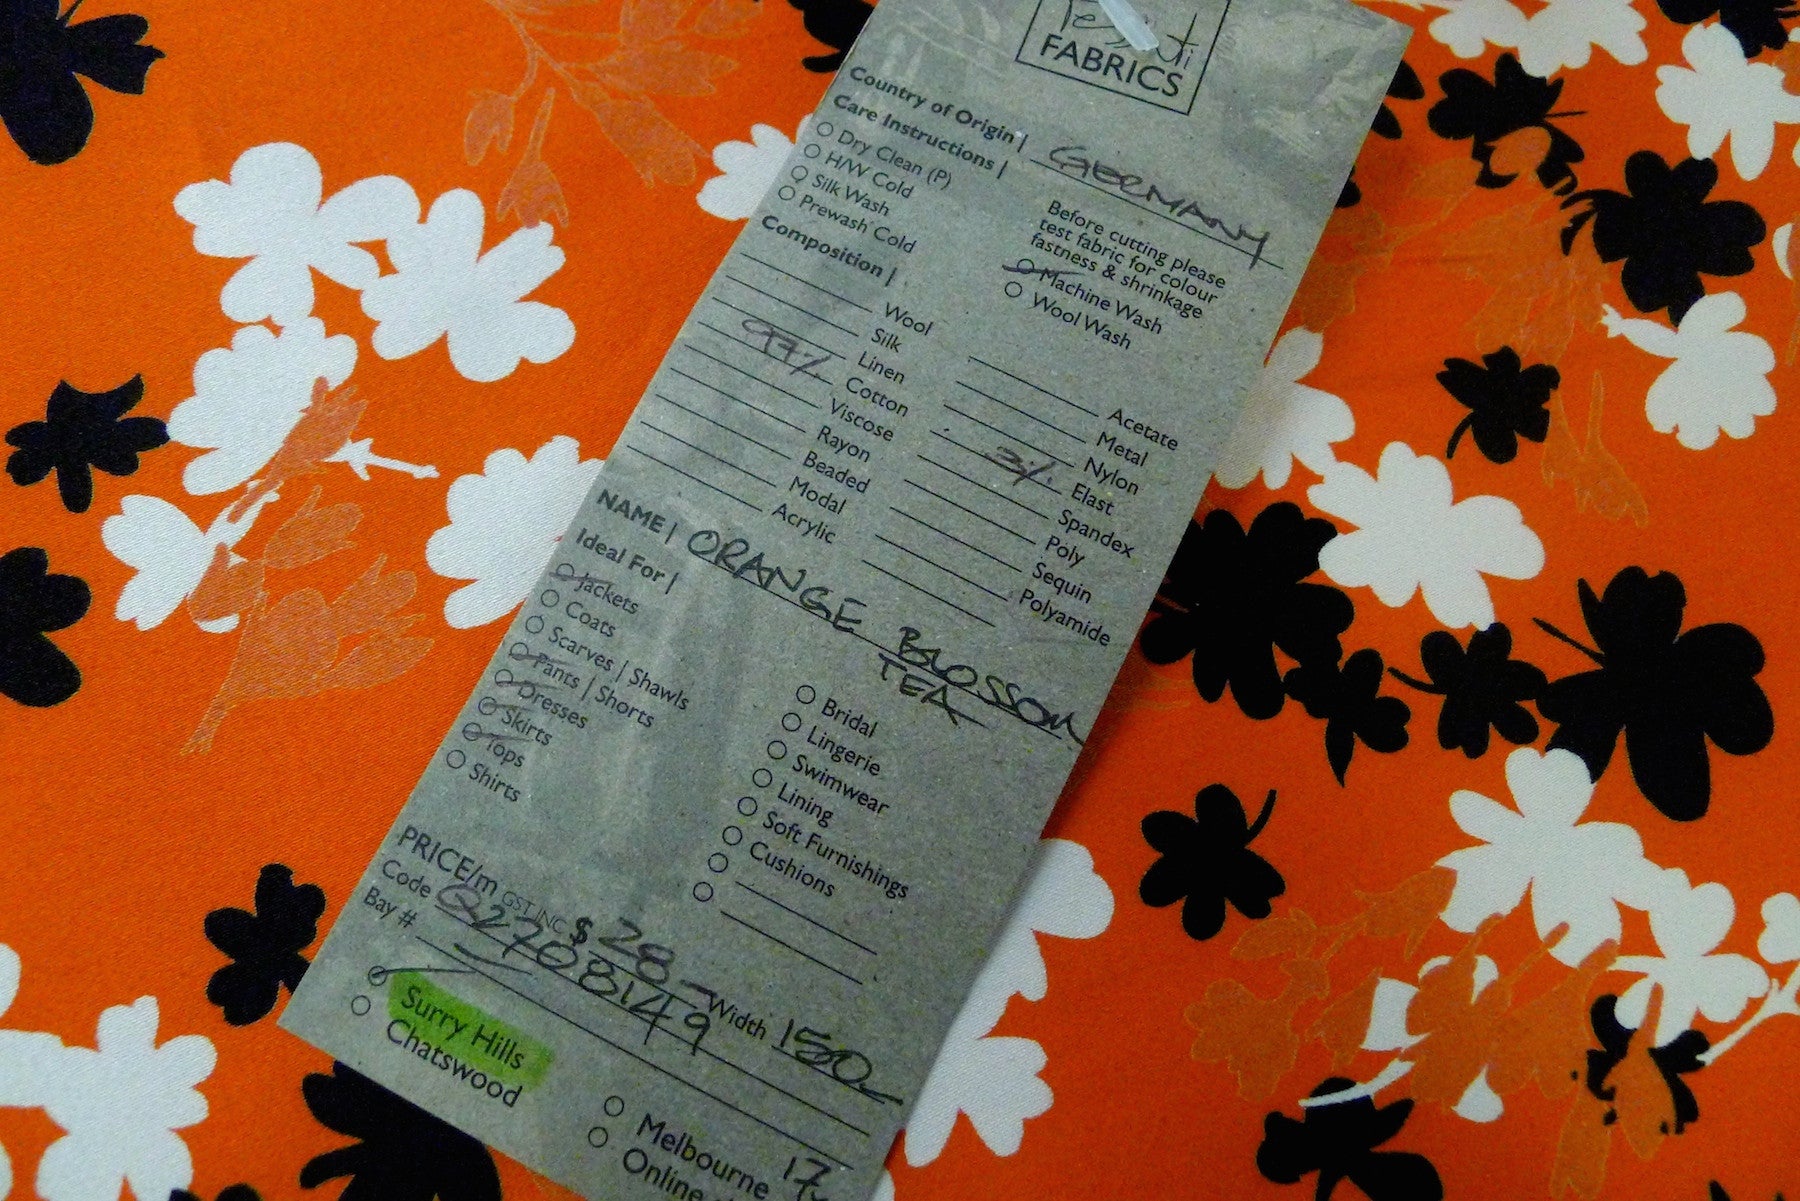 Tessuti
FABRICS
Country of Origin | GERMANY
Care Instructions |
Dry Clean (P)
H/W Cold
Silk Wash
Prewash Cold
Before cutting please
test fabric for colour
fastness & shrinkage
Machine Wash
Wool Wash
Composition |
Wool
Silk
Linen
97% Cotton
Viscose
Rayon
Beaded
Modal
Acrylic
Acetate
Metal
Nylon
3% Elast
Spandex
Poly
Sequin
Polyamide
NAME | ORANGE BLOSSOM
TEA
Ideal For |
Jackets
Coats
Scarves | Shawls
Pants | Shorts
Dresses
Skirts
Tops
Shirts
Bridal
Lingerie
Swimwear
Lining
Soft Furnishings
Cushions
PRICE/m GST INC $ 28- Width 150
Code Q2708149
Bay #
Surry Hills
Chatswood
Melbourne
Online
17